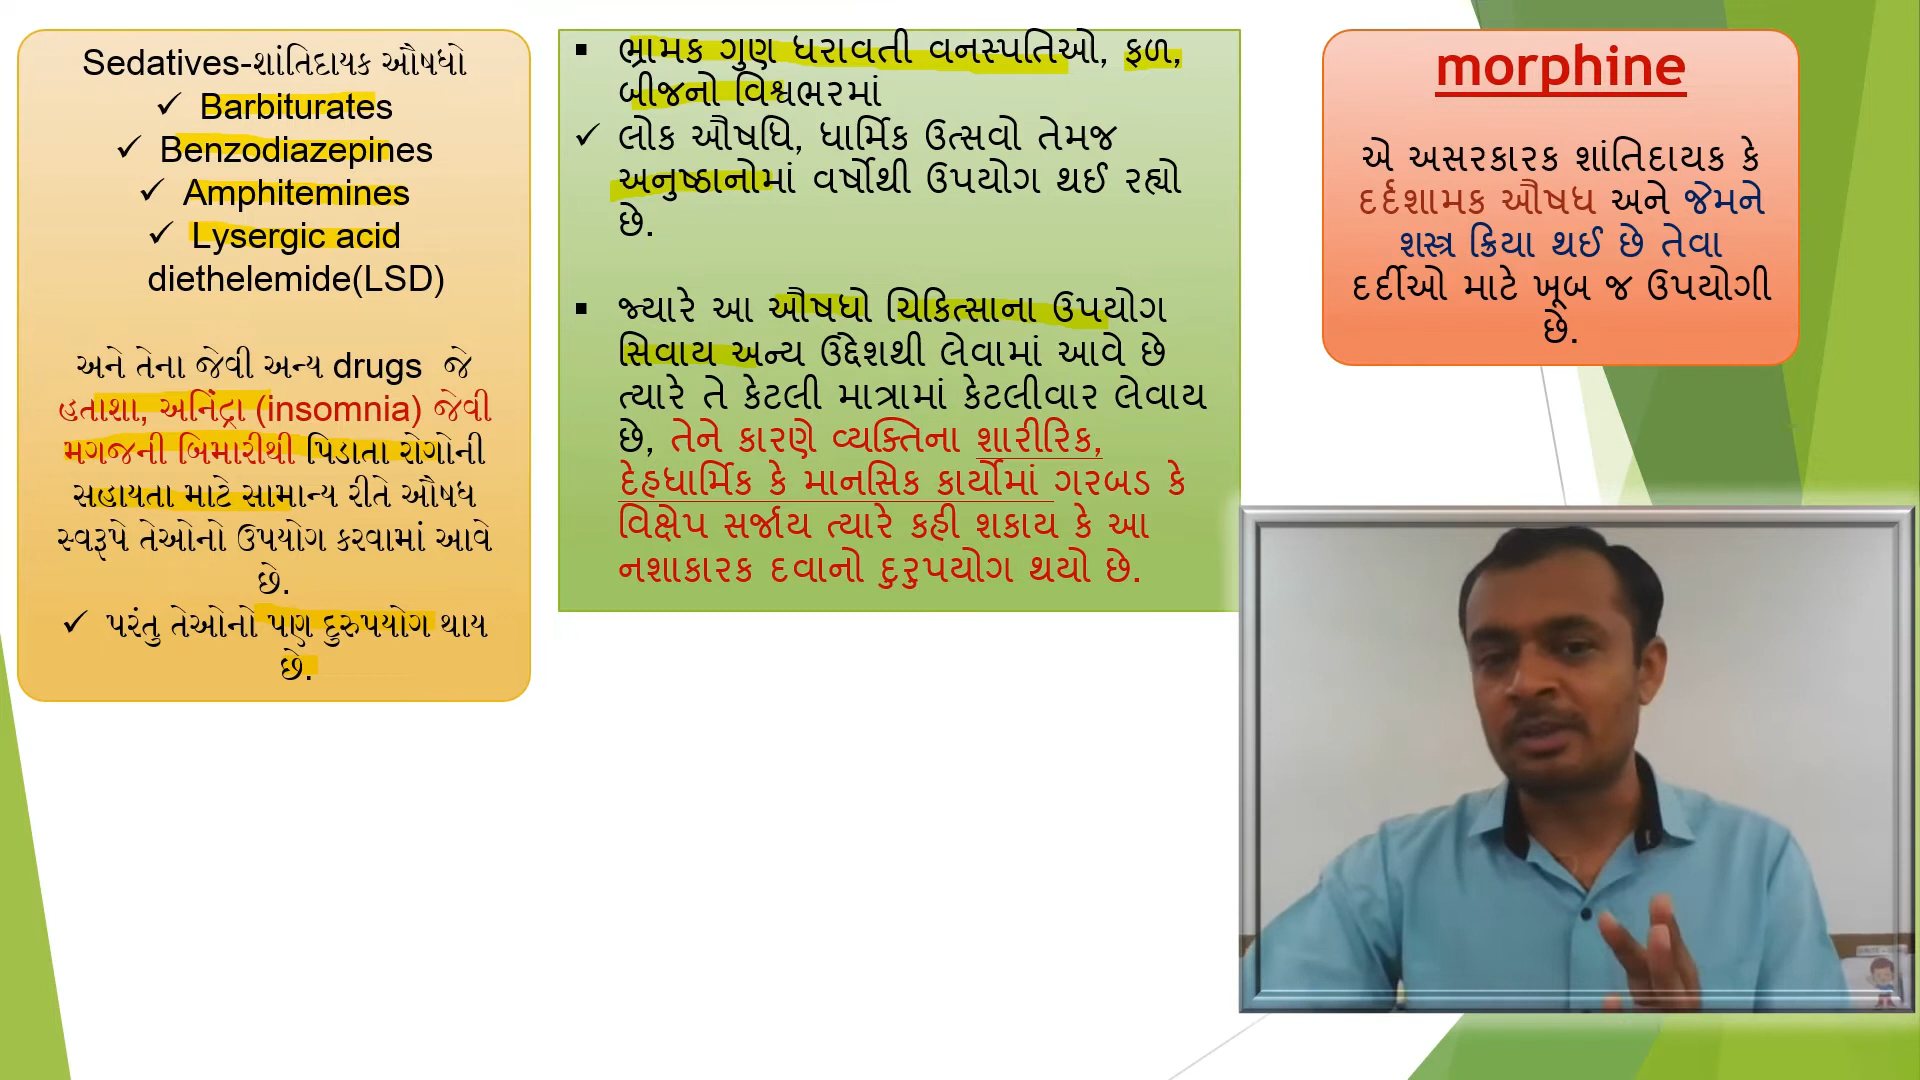 Sedatives-શાંતિદાયક ઔષધો
✓ Barbiturates
✓ Benzodiazepines
✓ Amphitemines
✓ Lysergic acid
diethelemide(LSD)
અને તેના જેવી અન્ય drugs જે
હતાશા, અનિંદ્રા (insomnia) જેવી
મગજની બિમારીથી પિડાતા રોગોની
સહાયતા માટે સામાન્ય રીતે ઔષધ
સ્વરૂપે તેઓનો ઉપયોગ કરવામાં આવે
છે.
✓ પરંતુ તેઓનો પણ દુરુપયોગ થાય
છે.
▪ ભ્રામક ગુણ ધરાવતી વનસ્પતિઓ, ફળ,
બીજનો વિશ્વભરમાં
✓ લોક ઔષધિ, ધાર્મિક ઉત્સવો તેમજ
અનુષ્ઠાનોમાં વર્ષોથી ઉપયોગ થઈ રહ્યો
છે.
▪ જ્યારે આ ઔષધો ચિકિત્સાના ઉપયોગ
સિવાય અન્ય ઉદ્દેશથી લેવામાં આવે છે
ત્યારે તે કેટલી માત્રામાં કેટલીવાર લેવાય
છે, તેને કારણે વ્યક્તિના શારીરિક,
દેહધાર્મિક કે માનસિક કાર્યોમાં ગરબડ કે
વિક્ષેપ સર્જાય ત્યારે કહી શકાય કે આ
નશાકારક દવાનો દુરુપયોગ થયો છે.
morphine
એ અસરકારક શાંતિદાયક કે
દર્દશામક ઔષધ અને જેમને
શસ્ત્ર ક્રિયા થઈ છે તેવા
દર્દીઓ માટે ખૂબ જ ઉપયોગી
છે.